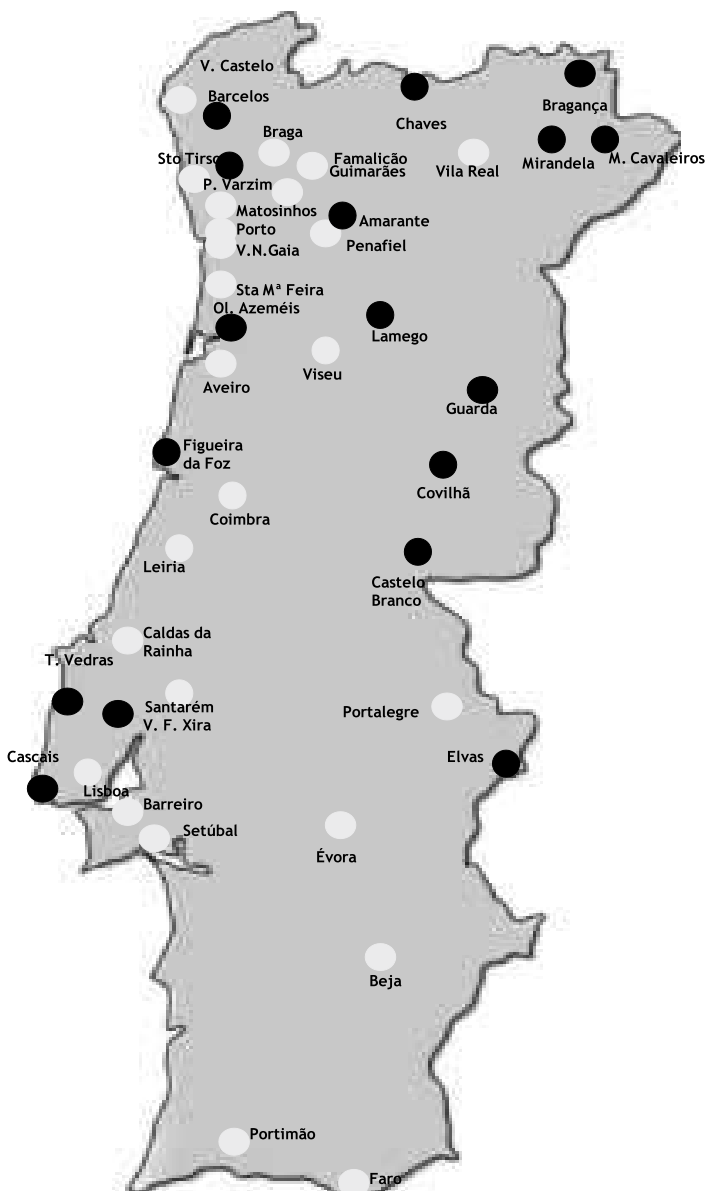 V. Castelo
Barcelos
Chaves
Bragança
Braga
Sto Tirso
Famalicão
Guimarães
Vila Real
Mirandela
M. Cavaleiros
P. Varzim
Matosinhos
Amarante
Porto
Penafiel
V.N.Gaia
Sta Mª Feira
Ol. Azeméis
Lamego
Viseu
Aveiro
Guarda
Figueira
da Foz
Covilhã
Coimbra
Leiria
Castelo
Branco
Caldas da
Rainha
T. Vedras
Santarém
V. F. Xira
Portalegre
Cascais
Elvas
Lisboa
Barreiro
Setúbal
Évora
Beja
Portimão
Faro